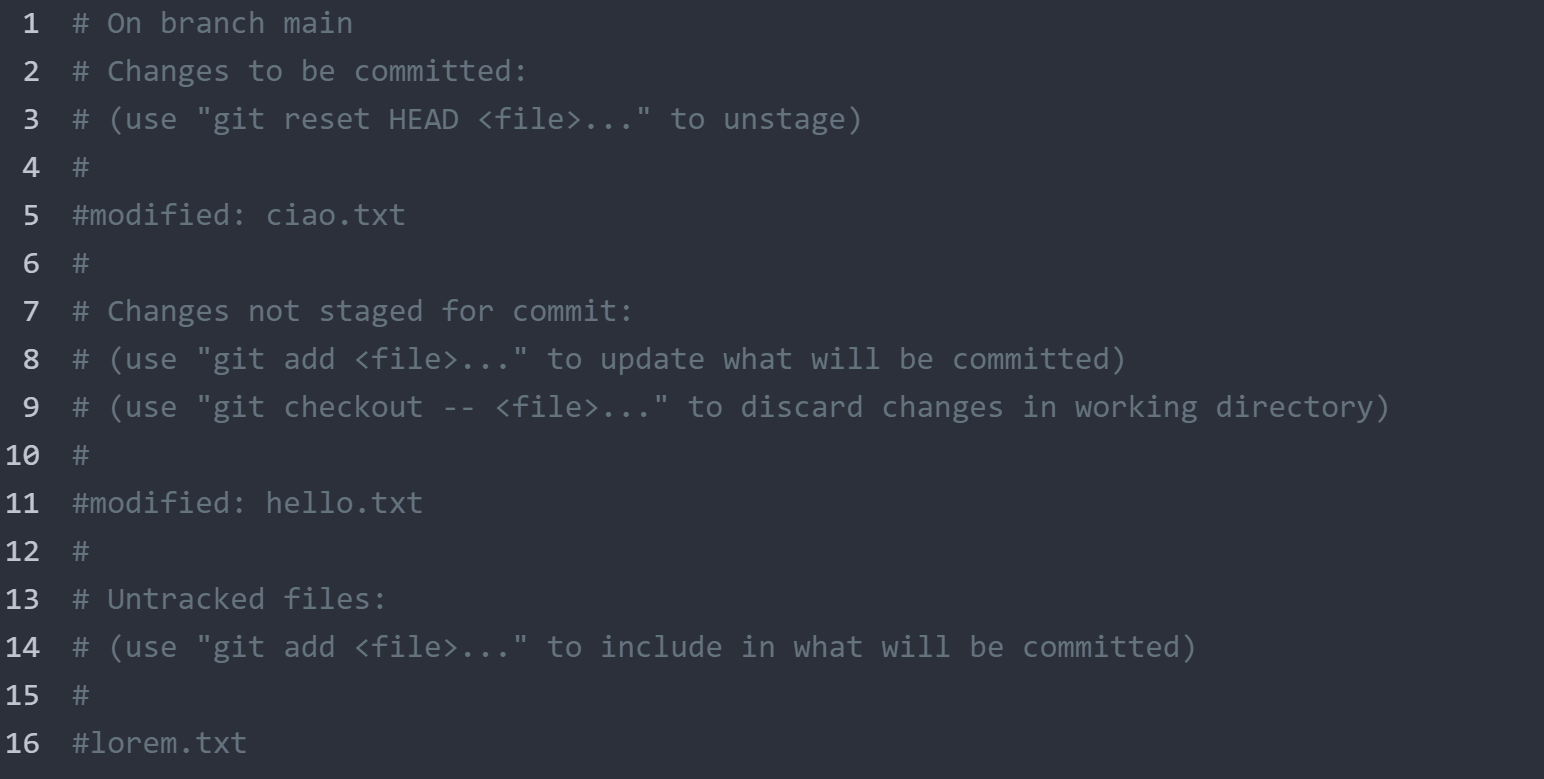 1 # On branch main
2 # Changes to be committed:
3 # (use "git reset HEAD <file>..." to unstage)
4 #
5 #modified: ciao.txt
6 #
7 # Changes not staged for commit:
8 # (use "git add <file>..." to update what will be committed)
9 # (use "git checkout -- <file>..." to discard changes in working directory)
10 #
11 #modified: hello.txt
12 #
13 # Untracked files:
14 # (use "git add <file>..." to include in what will be committed)
15 #
16 #lorem.txt